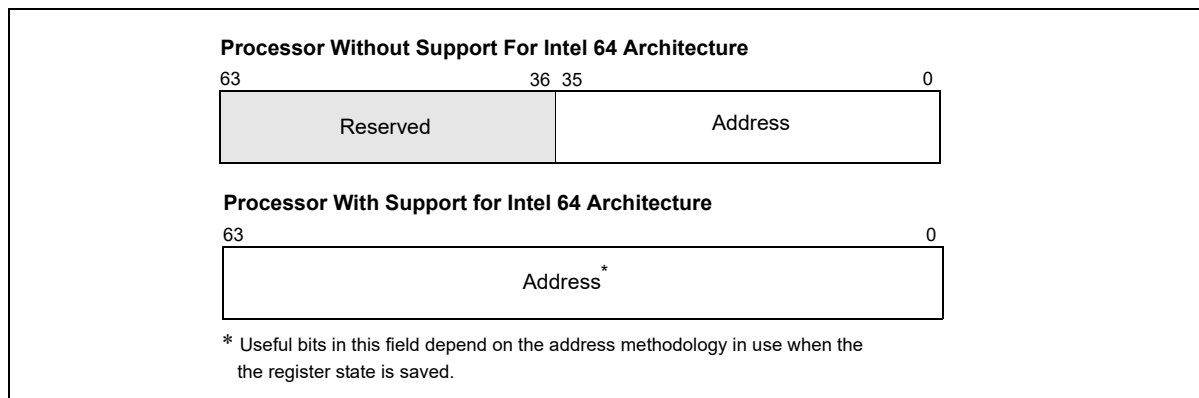 Processor Without Support For Intel 64 Architecture
63 36 35 0
Reserved Address
Processor With Support for Intel 64 Architecture
63 0
Address*
* Useful bits in this field depend on the address methodology in use when the
the register state is saved.